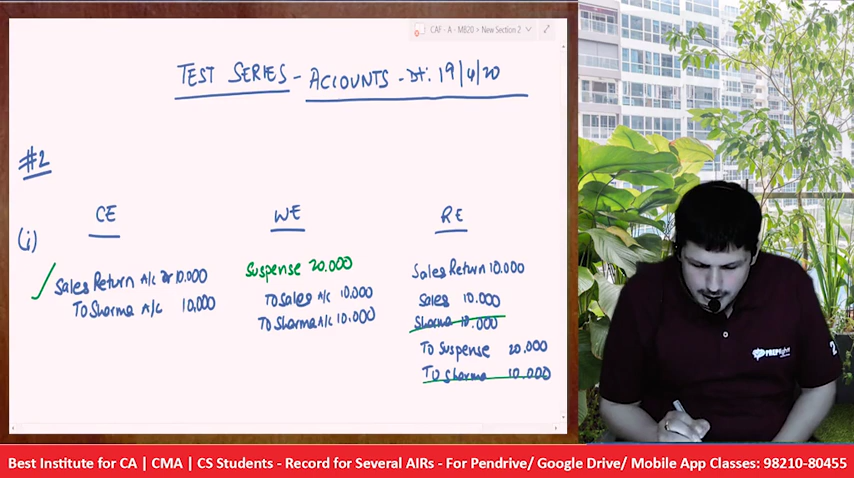 CAF - A - MB20 > New Section 2
TEST SERIES - ACCOUNTS - Dt: 19/4/20
#2
CE WE RE
(i)
Sales Return A/c Dr 10.000
To Sharma A/c 10,000
Suspense 20.000
To Sales A/c 10.000
To Sharma A/c 10.000
Sales Return 10.000
Sales 10.000
Sharma 10.000
To Suspense 20.000
To Sharma 10.000
2
Best Institute for CA | CMA | CS Students - Record for Several AIRs - For Pendrive/ Google Drive/ Mobile App Classes: 98210-80455